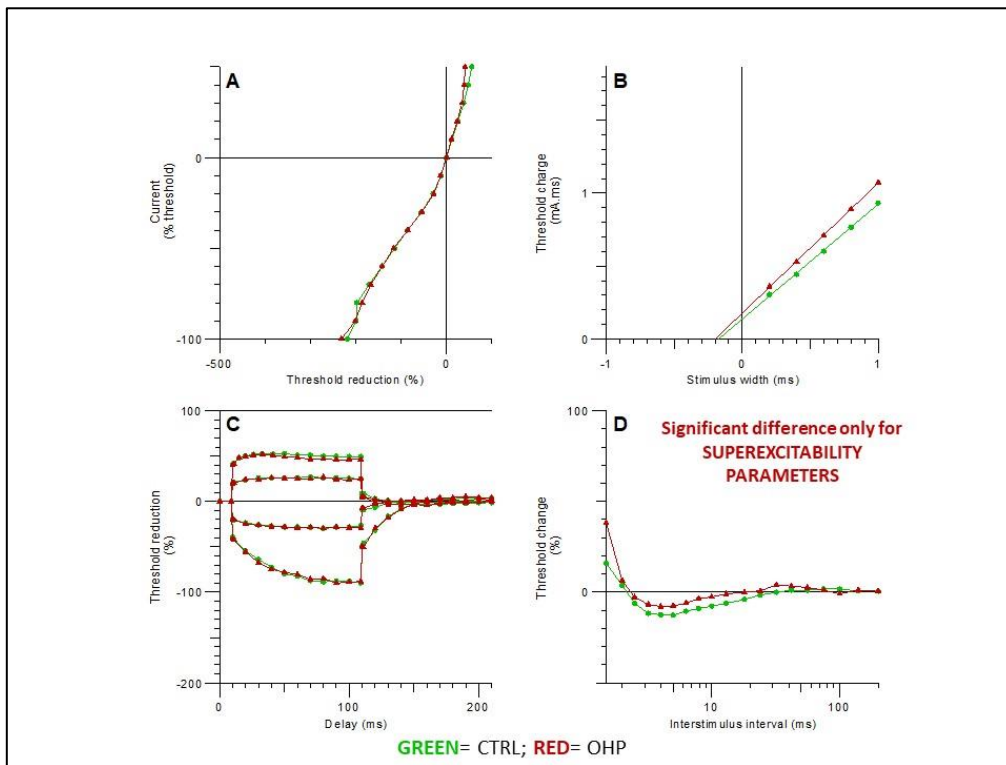 A
Current
(% threshold)
0
-100
-500
0
Threshold reduction (%)
B
Threshold charge
(mA.ms)
1
0
-1
0
1
Stimulus width (ms)
C
100
Threshold reduction
(%)
0
-100
-200
0
100
200
Delay (ms)
D
Significant difference only for
SUPEREXCITABILITY
PARAMETERS
100
Threshold change
(%)
0
10
100
Interstimulus interval (ms)
GREEN= CTRL; RED= OHP